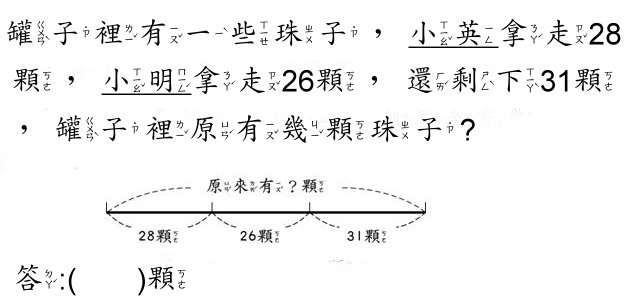 罐子裡有一些珠子，小英拿走28
顆，小明拿走26顆，還剩下31顆
，罐子裡原有幾顆珠子?
原來有？顆
28顆 26顆 31顆
答:( )顆